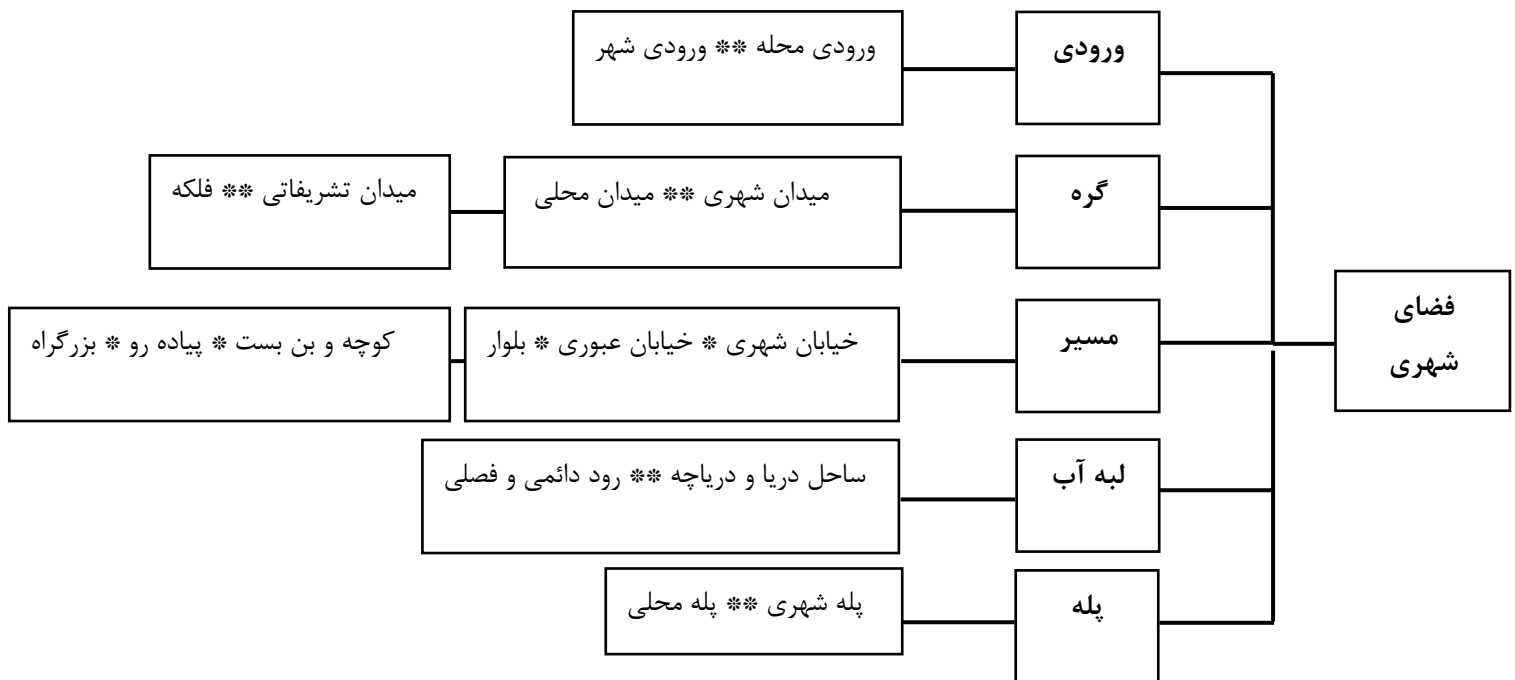 فضای
شهری
ورودی
ورودی محله ** ورودی شهر
گره
میدان شهری ** میدان محلی
میدان تشریفاتی ** فلکه
مسیر
خیابان شهری * خیابان عبوری * بلوار
کوچه و بن بست * پیاده رو * بزرگراه
لبه آب
ساحل دریا و دریاچه ** رود دائمی و فصلی
پله
پله شهری ** پله محلی